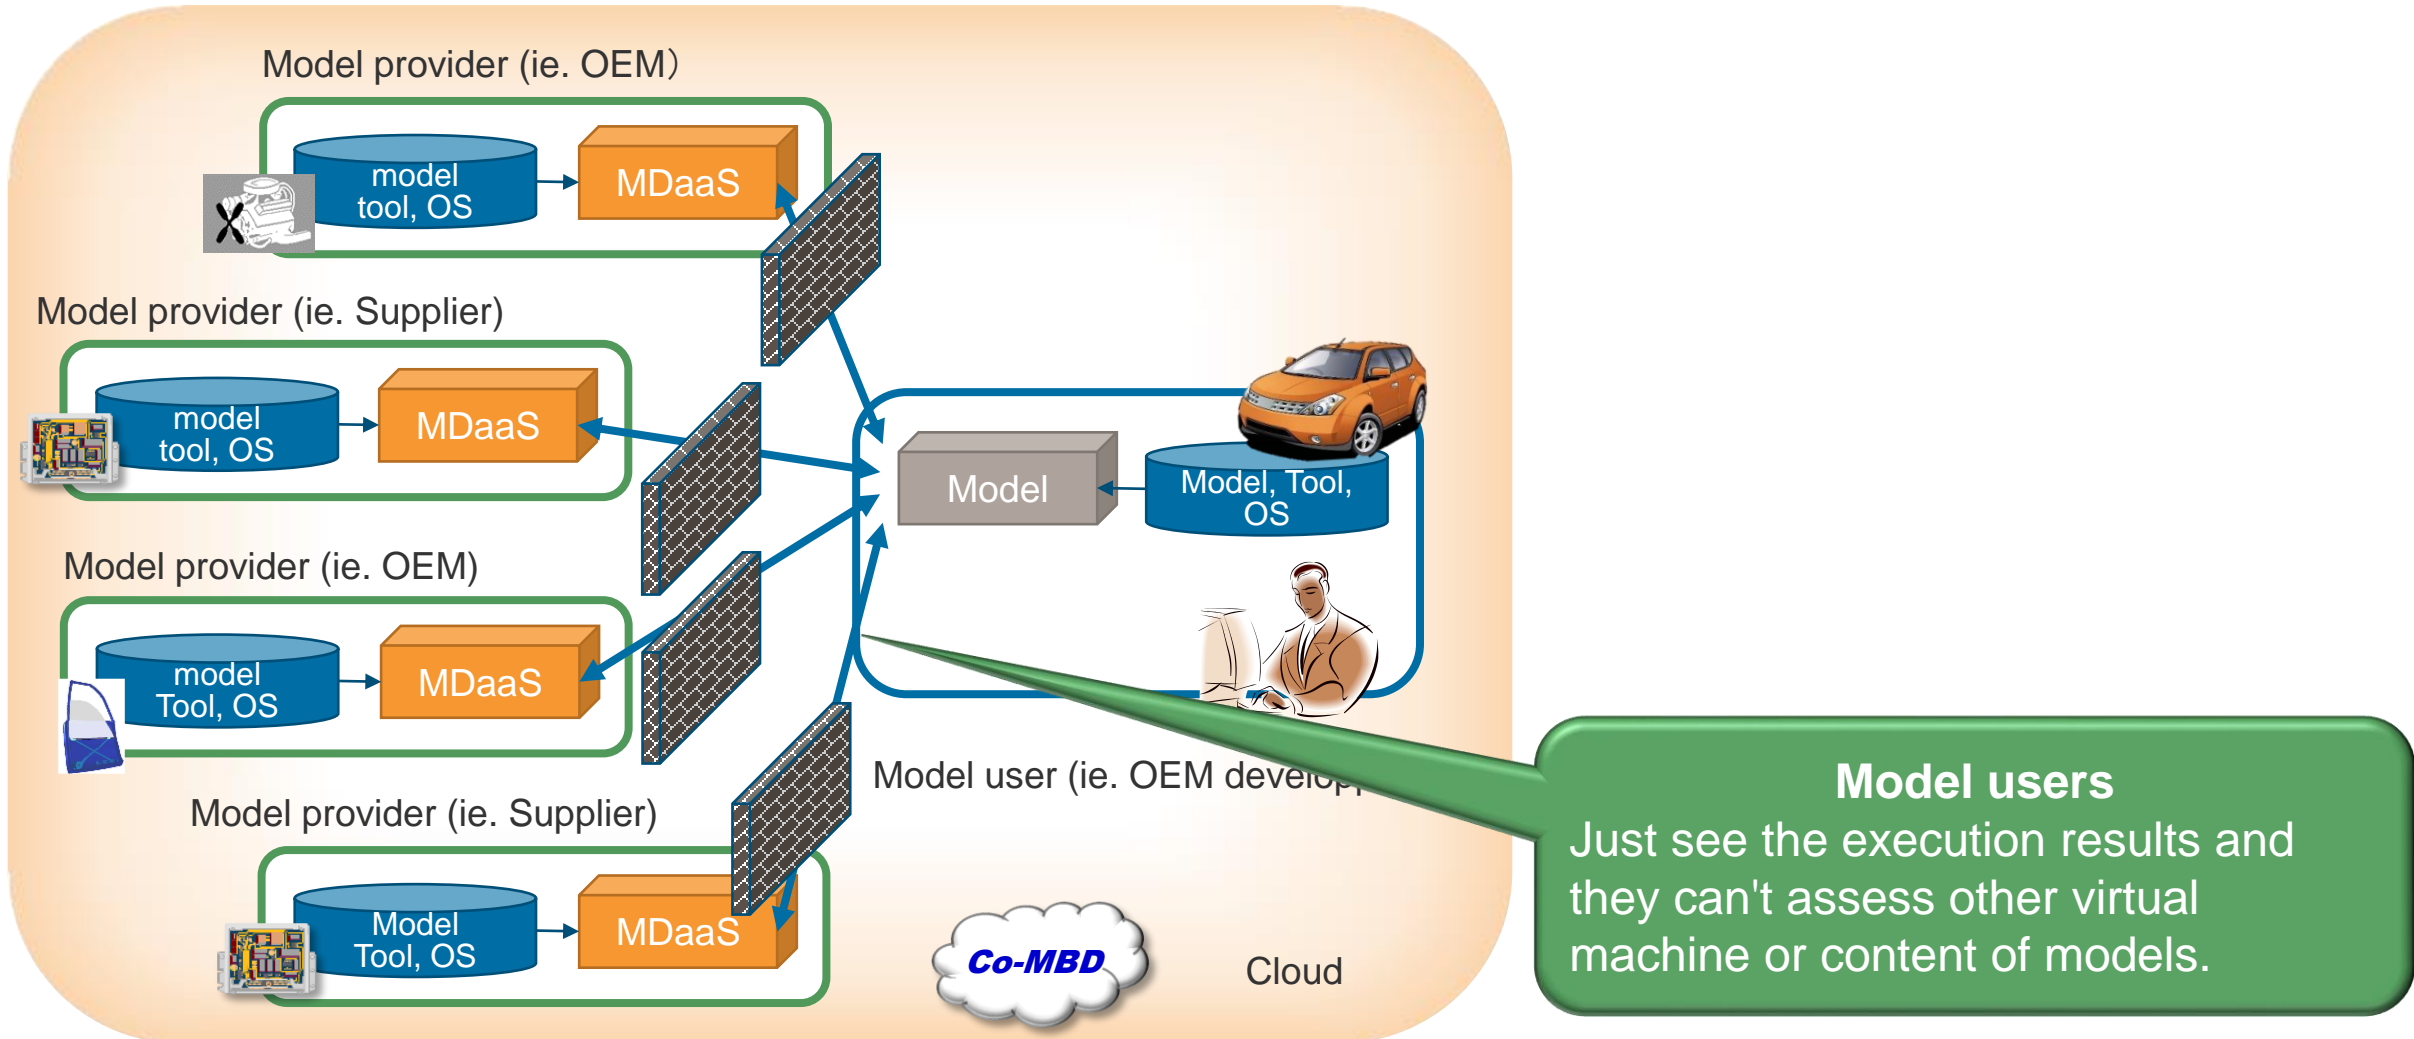 Model provider (ie. OEM）
model
tool, OS
MDaaS
Model provider (ie. Supplier)
model
tool, OS
MDaaS
Model, Tool,
OS
Model
Model provider (ie. OEM)
model
Tool, OS
MDaaS
Model user (ie. OEM
Model provider (ie. Supplier)
Model
Tool, OS
MDaaS
Co-MBD
Cloud
Model users
Just see the execution results and
they can't assess other virtual
machine or content of models.